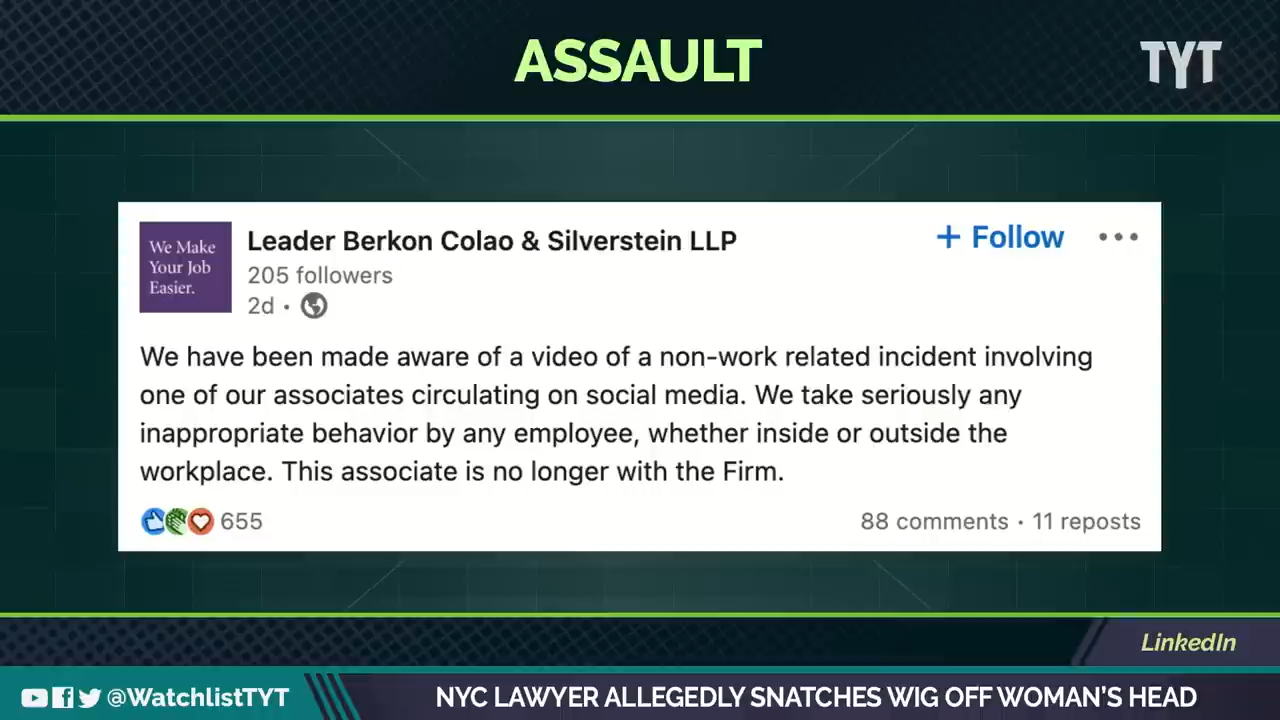 ASSAULT
TYT
We Make
Your Job
Easier.
Leader Berkon Colao & Silverstein LLP
205 followers
2d •
+ Follow
We have been made aware of a video of a non-work related incident involving
one of our associates circulating on social media. We take seriously any
inappropriate behavior by any employee, whether inside or outside the
workplace. This associate is no longer with the Firm.
655
88 comments • 11 reposts
LinkedIn
@WatchlistTYT
NYC LAWYER ALLEGEDLY SNATCHES WIG OFF WOMAN'S HEAD